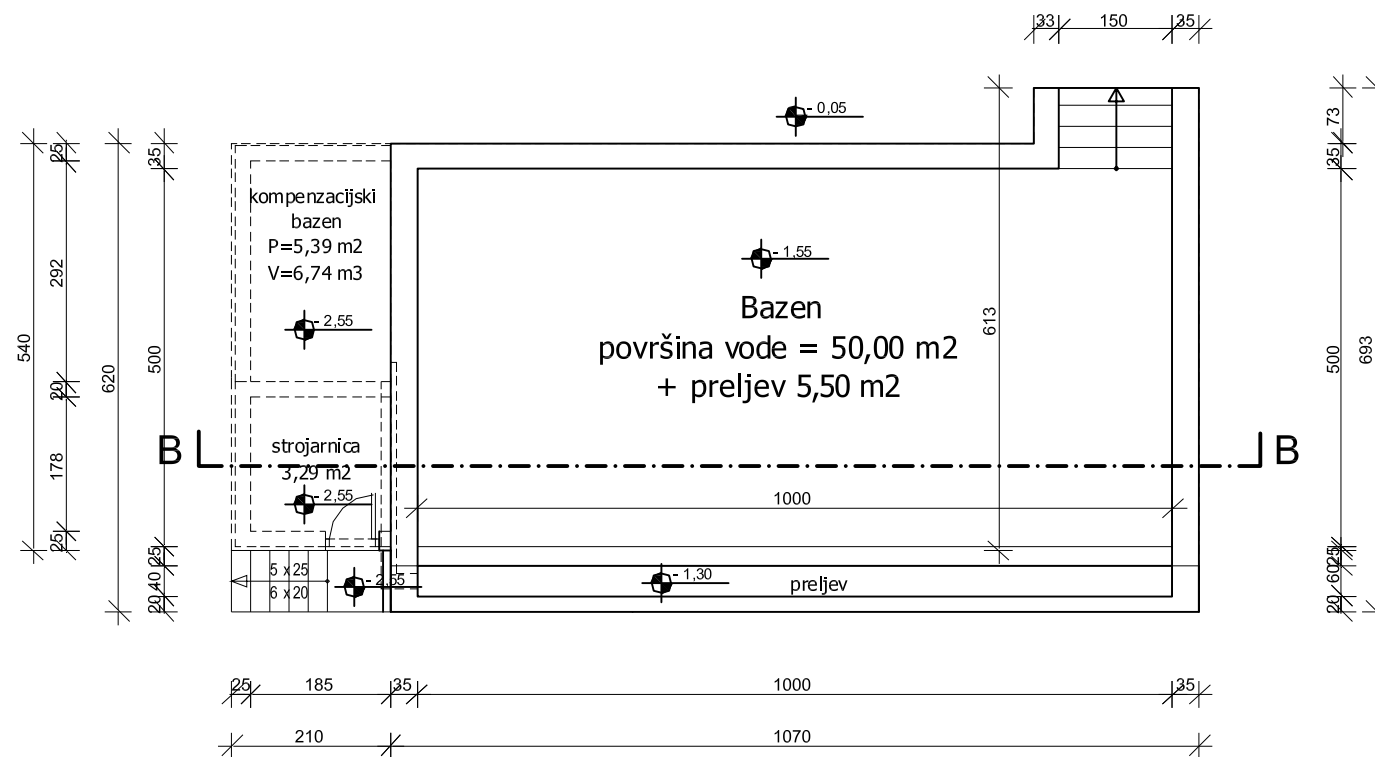 33 150 35
- 0,05
25
35
73
35
kompenzacijski
bazen
P=5,39 m2
V=6,74 m3
- 1,55
292
- 2,55
Bazen
površina vode = 50,00 m2
+ preljev 5,50 m2
613
540
620
500
500
693
20
B
B
strojarnica
3,29 m2
178
- 2,55
1000
25
25
40
20
5 x 25
6 x 20
- 2,55
- 1,30
preljev
25
60
20
25 185 35 1000 35
210 1070